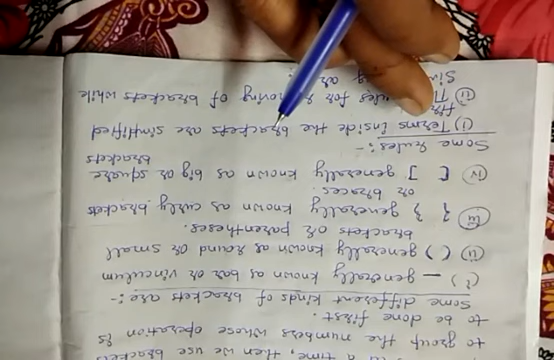 in a time, then we use brackets
to group the numbers whose operation is
to be done first.
Some different kinds of brackets are:-
(i) — generally known as bar or vinculum
(ii) ( ) generally known as round or small
brackets or parentheses.
(iii) { } generally known as curly brackets
or braces.
(iv) [ ] generally known as big or square
brackets
Some Rules:-
(i) Terms inside the brackets are simplified
(ii) rules for of brackets while